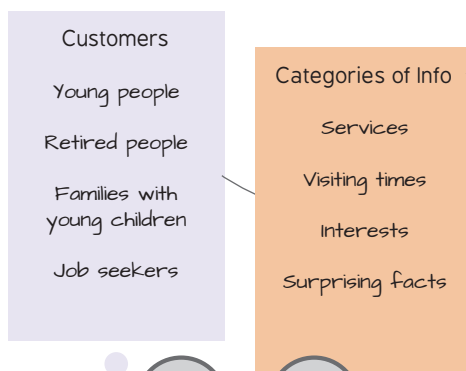 Customers
Young people
Retired people
Families with
young children
Job seekers
Categories of Info
Services
Visiting times
Interests
Surprising facts